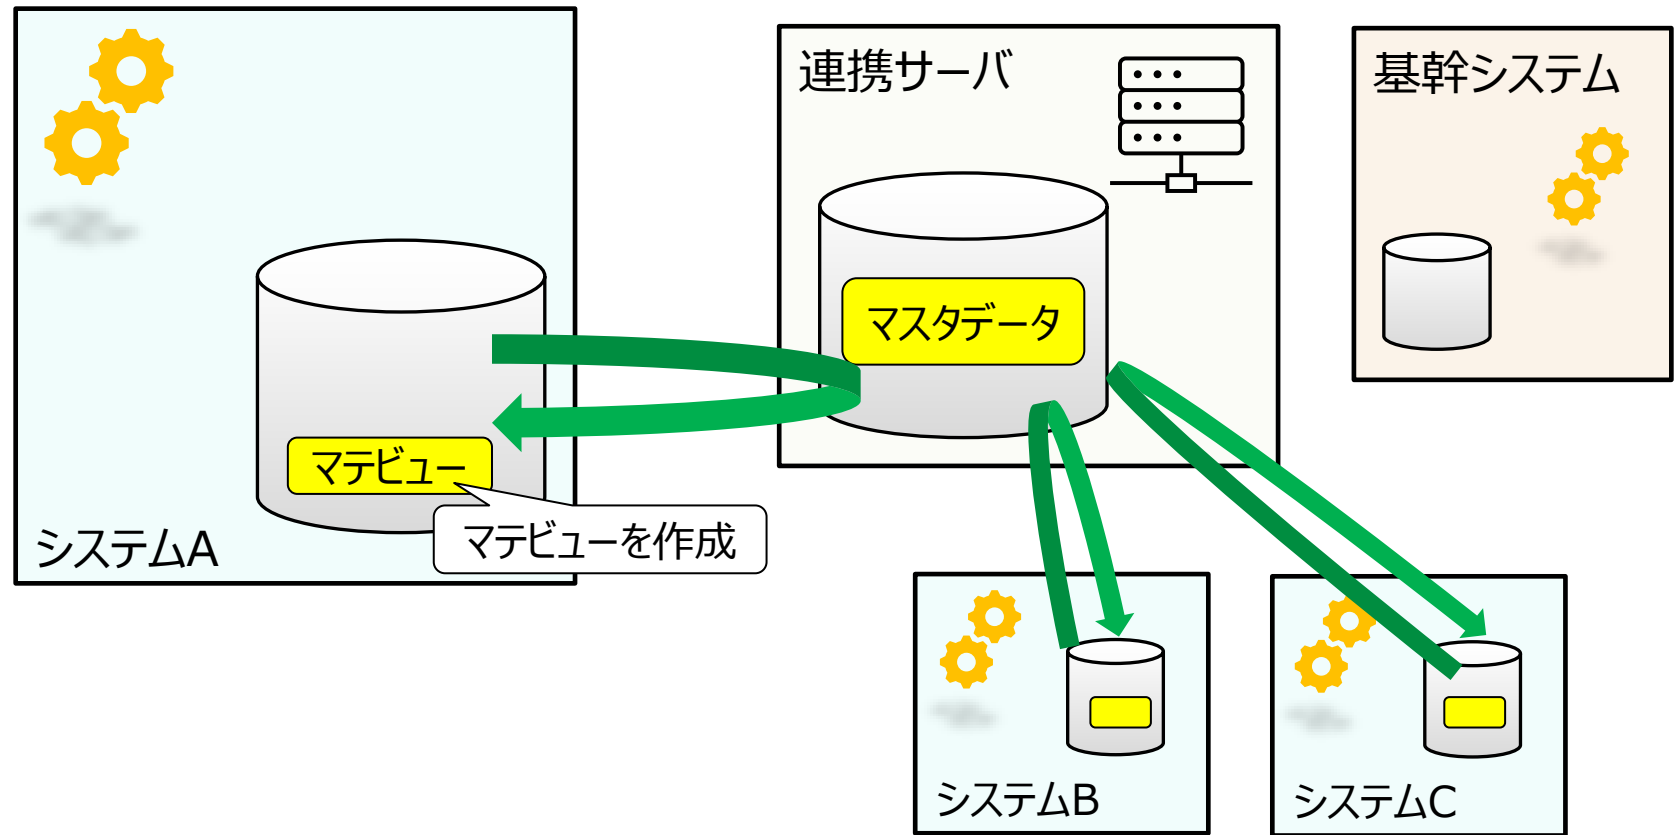 連携サーバ
基幹システム
マスタデータ
マテビュー
マテビューを作成
システムA
システムB
システムC